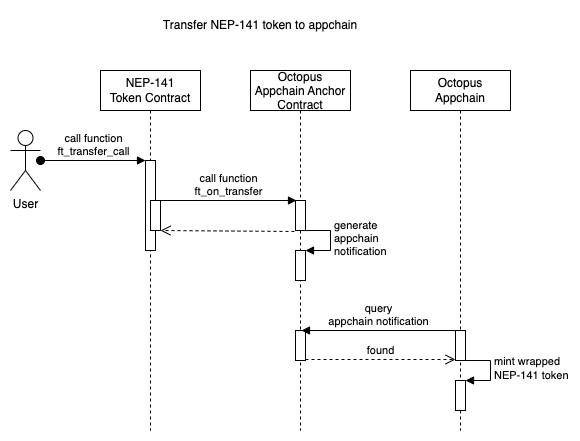 Transfer NEP-141 token to appchain
NEP-141
Token Contract
Octopus
Appchain Anchor
Contract
Octopus
Appchain
call function
ft_transfer_call
User
call function
ft_on_transfer
generate
appchain
notification
query
appchain notification
found
mint wrapped
NEP-141 token